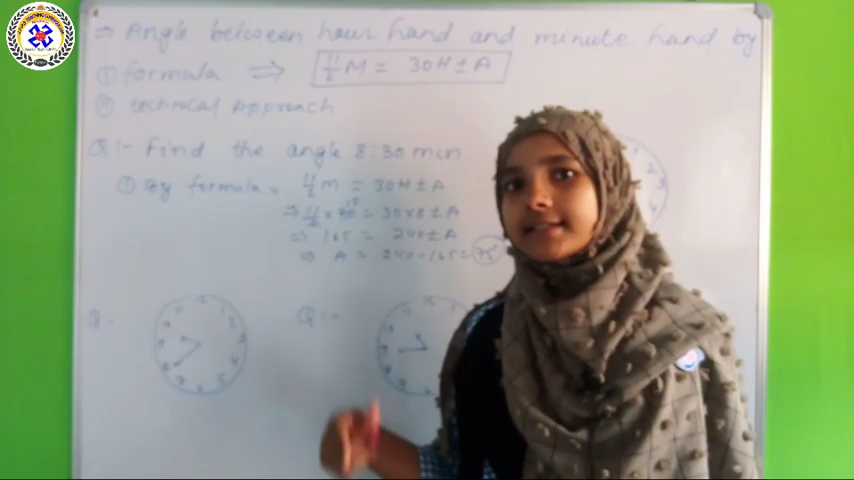 ⇒ Angle between hour hand and minute hand by
① formula ⇒ 11/2 M = 30H ± A
② technical Approach
Q:- Find the angle 8:30 min
① By formula = 11/2 M = 30H ± A
⇒ 11/2 × 30 15 = 30×8 ± A
⇒ 165 = 240 ± A
⇒ A = 240 - 165 = 75°
Q:-
Q:-